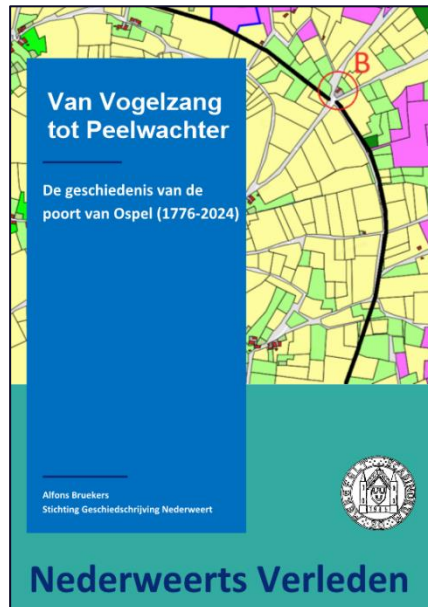 B
Van Vogelzang
tot Peelwachter
De geschiedenis van de
poort van Ospel (1776-2024)
Alfons Bruekers
Stichting Geschiedschrijving Nederweert
Nederweerts Verleden